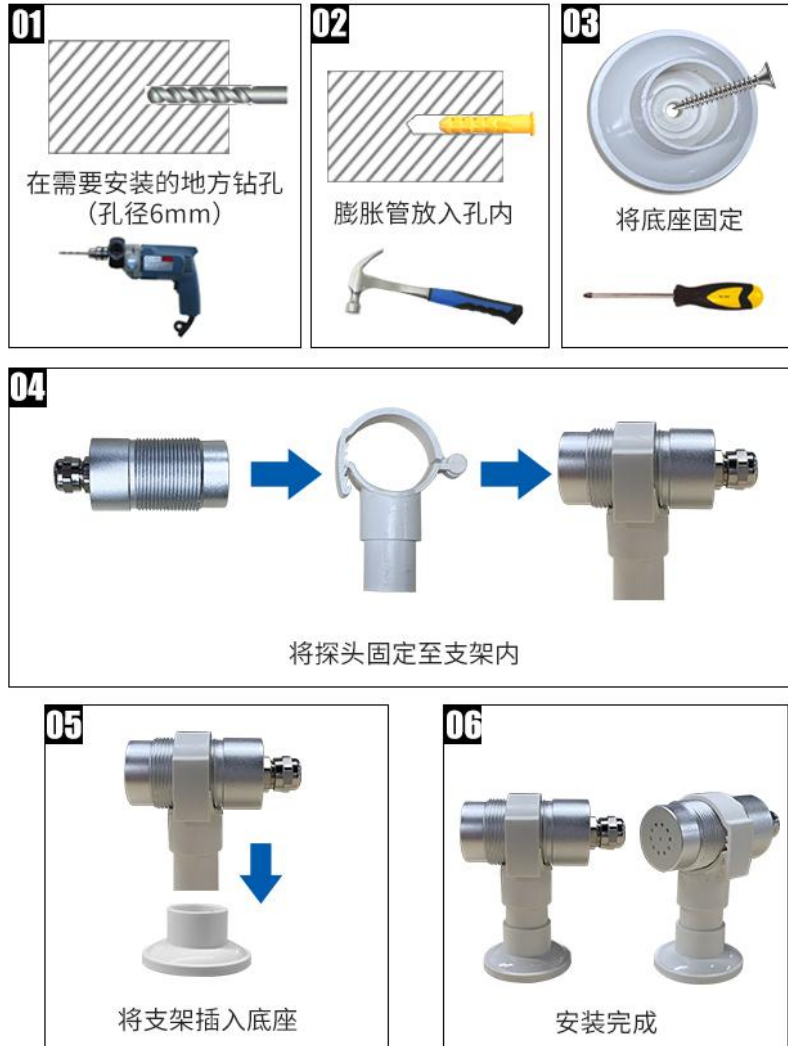 01
在需要安装的地方钻孔
（孔径6mm）
02
膨胀管放入孔内
03
将底座固定
04
将探头固定至支架内
05
将支架插入底座
06
安装完成